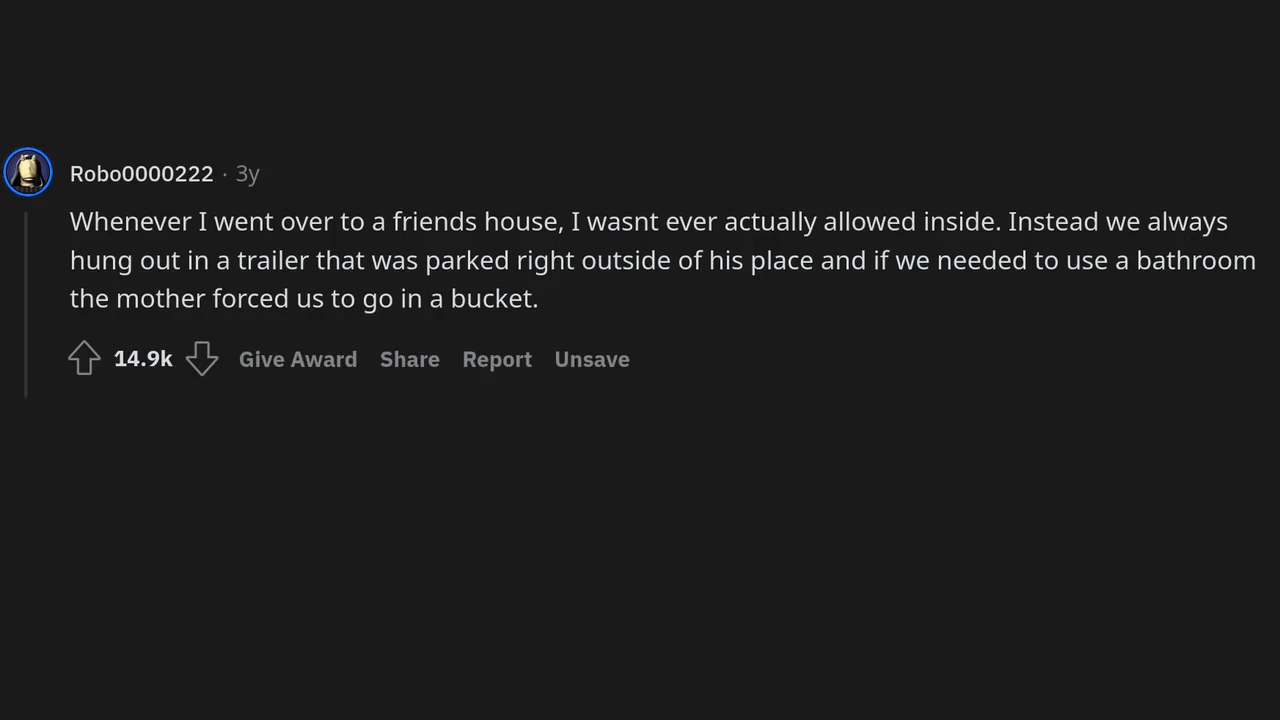 Robo0000222 · 3y
Whenever I went over to a friends house, I wasnt ever actually allowed inside. Instead we always
hung out in a trailer that was parked right outside of his place and if we needed to use a bathroom
the mother forced us to go in a bucket.
14.9k Give Award Share Report Unsave